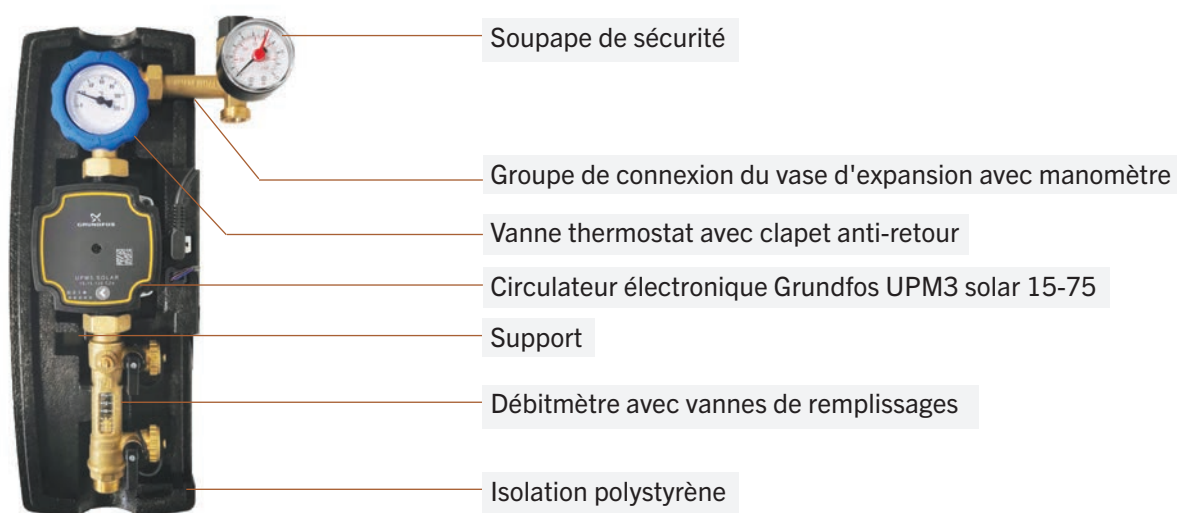 Soupape de sécurité
Groupe de connexion du vase d'expansion avec manomètre
Vanne thermostat avec clapet anti-retour
GRUNDFOS
UPM3 SOLAR
Circulateur électronique Grundfos UPM3 solar 15-75
Support
Débitmètre avec vannes de remplissages
Isolation polystyrène